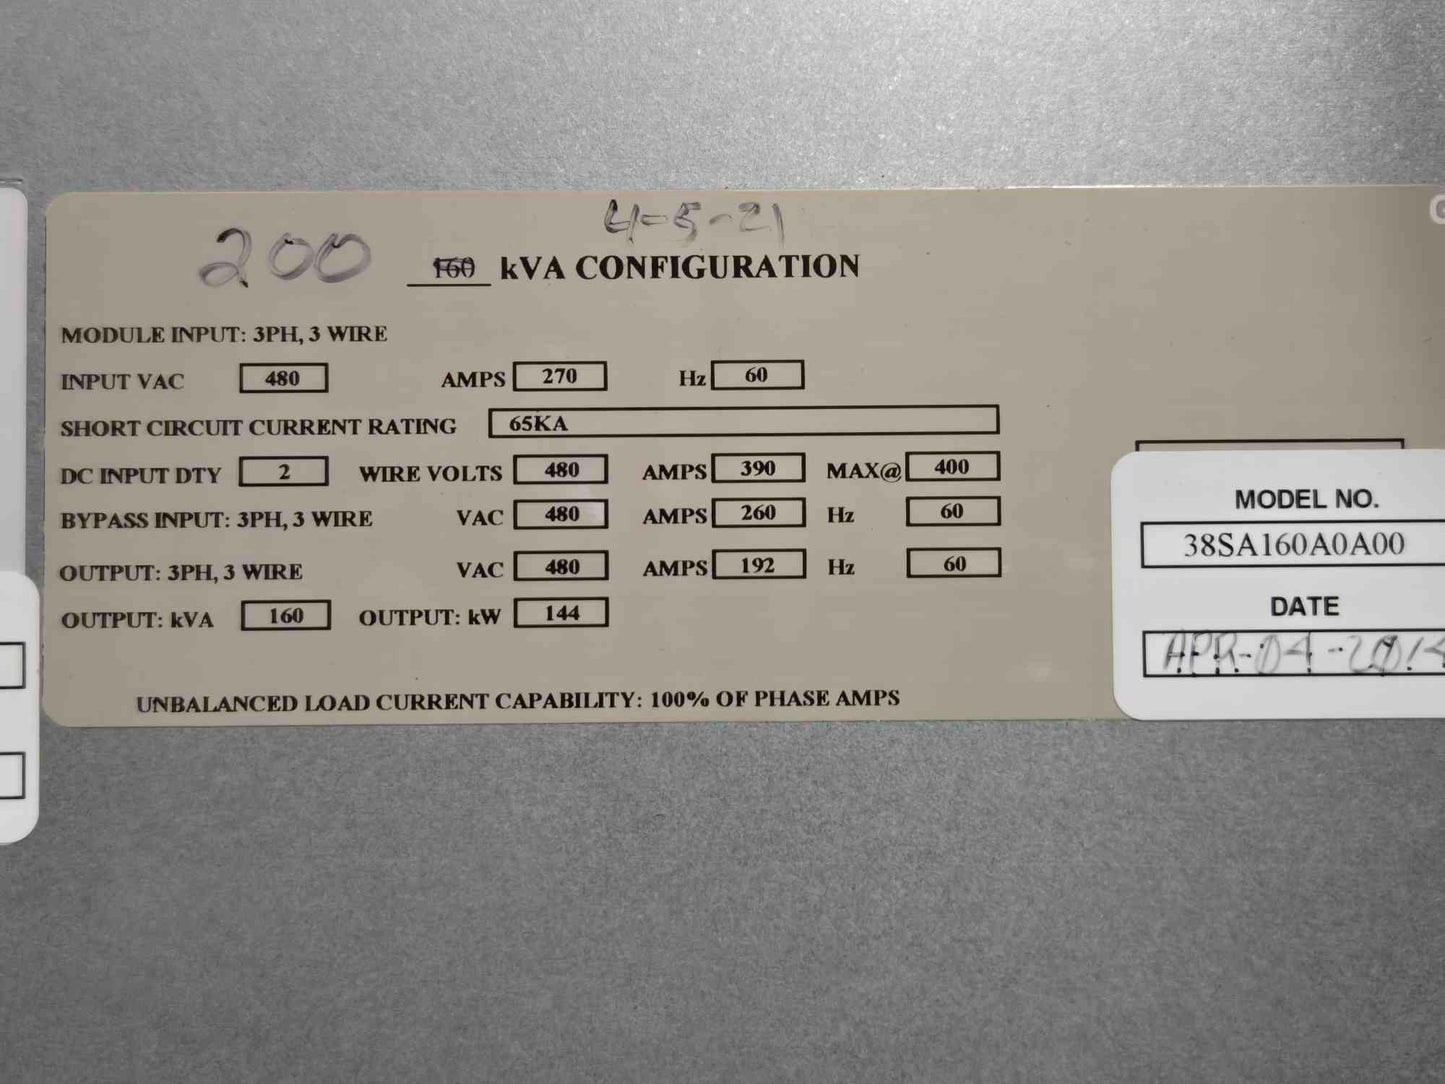 4-5-21
200 160 kVA CONFIGURATION
MODULE INPUT: 3PH, 3 WIRE
INPUT VAC 480 AMPS 270 Hz 60
SHORT CIRCUIT CURRENT RATING 65KA
DC INPUT DTY 2 WIRE VOLTS 480 AMPS 390 MAX@ 400
BYPASS INPUT: 3PH, 3 WIRE VAC 480 AMPS 260 Hz 60
OUTPUT: 3PH, 3 WIRE VAC 480 AMPS 192 Hz 60
OUTPUT: kVA 160 OUTPUT: kW 144
UNBALANCED LOAD CURRENT CAPABILITY: 100% OF PHASE AMPS
MODEL NO.
38SA160A0A00
DATE
APR-04-2014